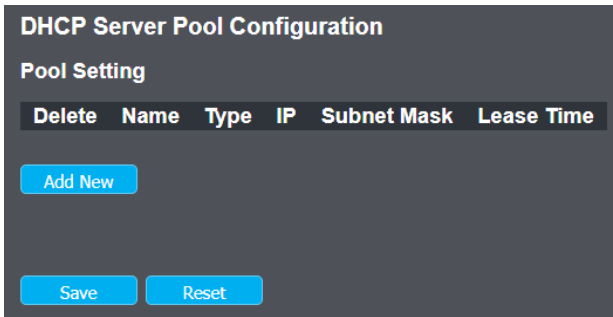 DHCP Server Pool Configuration
Pool Setting
Delete Name Type IP Subnet Mask Lease Time
Add New
Save Reset